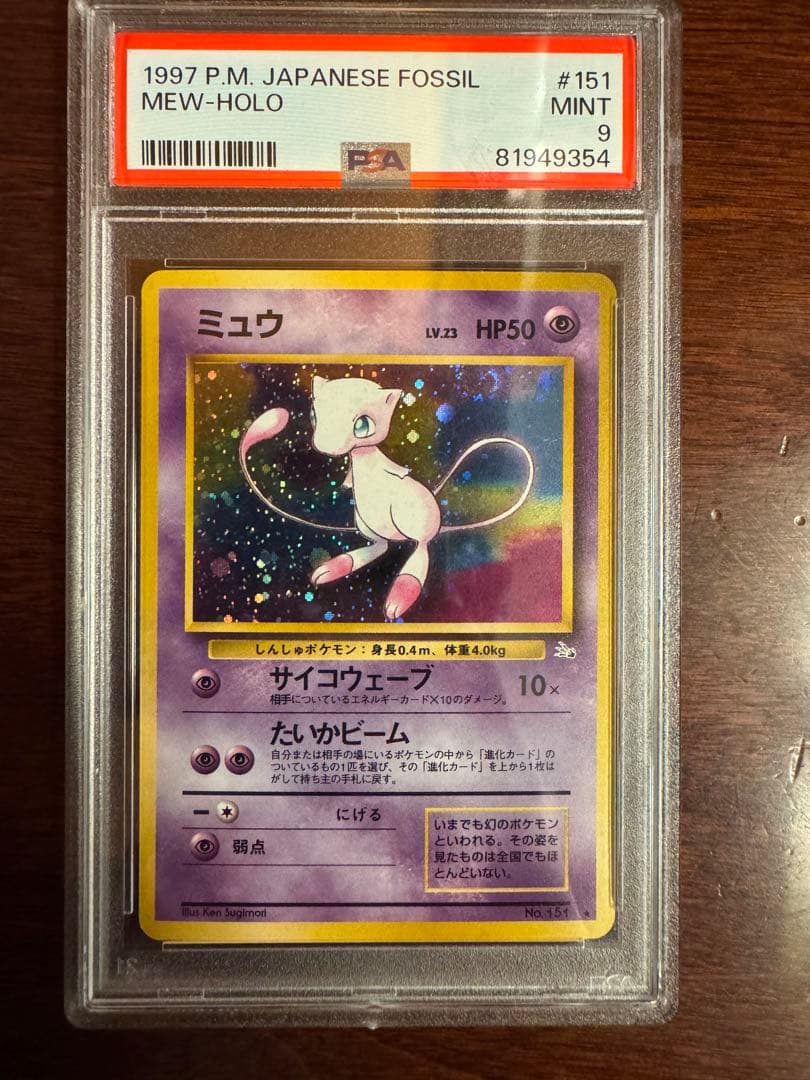 1997 P.M. JAPANESE FOSSIL #151
MEW-HOLO MINT
9
PSA 81949354
ミュウ LV.23 HP50
しんしゅポケモン：身長0.4m、体重4.0kg
サイコウェーブ 10×
相手についているエネルギーカード×10のダメージ。
たいかビーム
自分または相手の場にいるポケモンの中から「進化カード」の
ついているもの1匹を選び、その「進化カード」を上から1枚は
がして持ち主の手札に戻す。
にげる
弱点
いまでも幻のポケモン
といわれる。その姿を
見たものは全国でもほ
とんどいない。
Illus. Ken Sugimori No. 151 ★